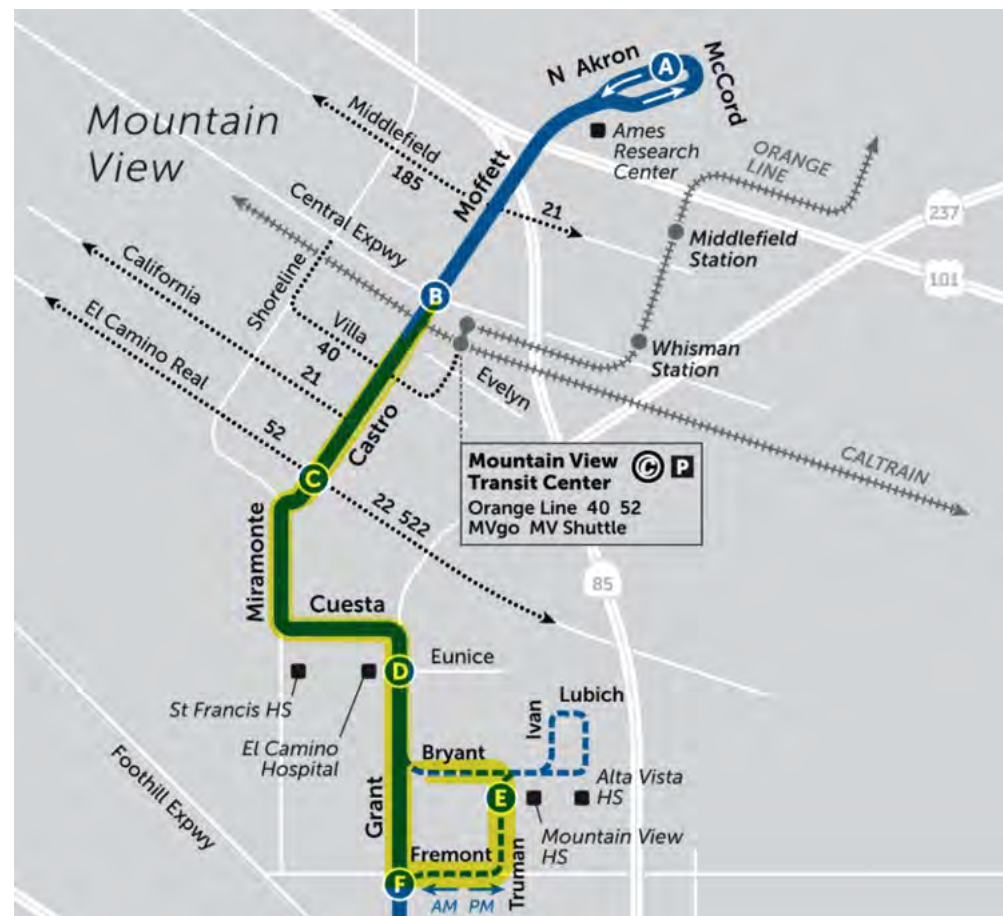 N Akron
A
McCord
Mountain
View
Middlefield
185
Ames
Research
Center
ORANGE
LINE
Moffett
21
237
Middlefield
Station
101
Central Expwy
California
Shoreline
B
El Camino Real
Villa
40
21
Evelyn
Whisman
Station
52
Castro
C
Mountain View
Transit Center
C P
Orange Line 40 52
MVgo MV Shuttle
CALTRAIN
22 522
Miramonte
85
Cuesta
D
Eunice
St Francis HS
El Camino
Hospital
Lubich
Ivan
Bryant
Foothill Expwy
Grant
E
Alta Vista
HS
Mountain View
HS
Fremont
Truman
F
AM PM